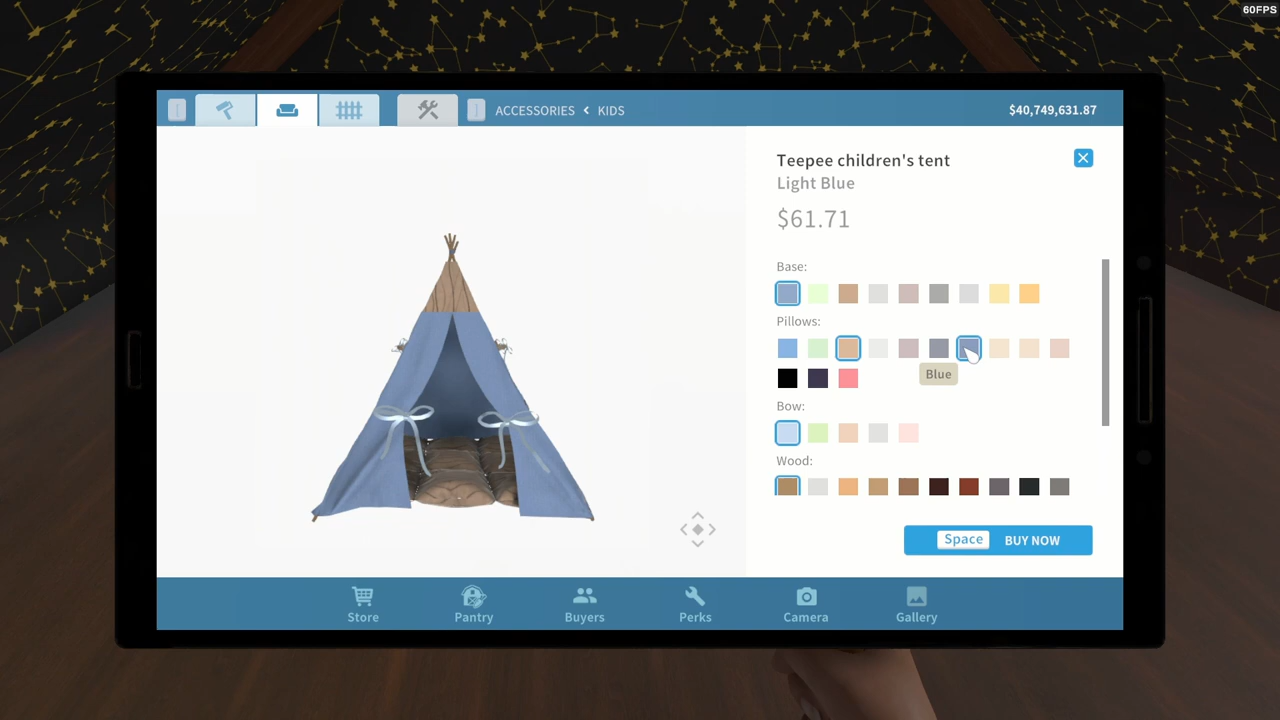 60FPS
ACCESSORIES < KIDS
$40,749,631.87
Teepee children's tent
Light Blue
$61.71
Base:
Pillows:
Blue
Bow:
Wood:
Space BUY NOW
Store Pantry Buyers Perks Camera Gallery